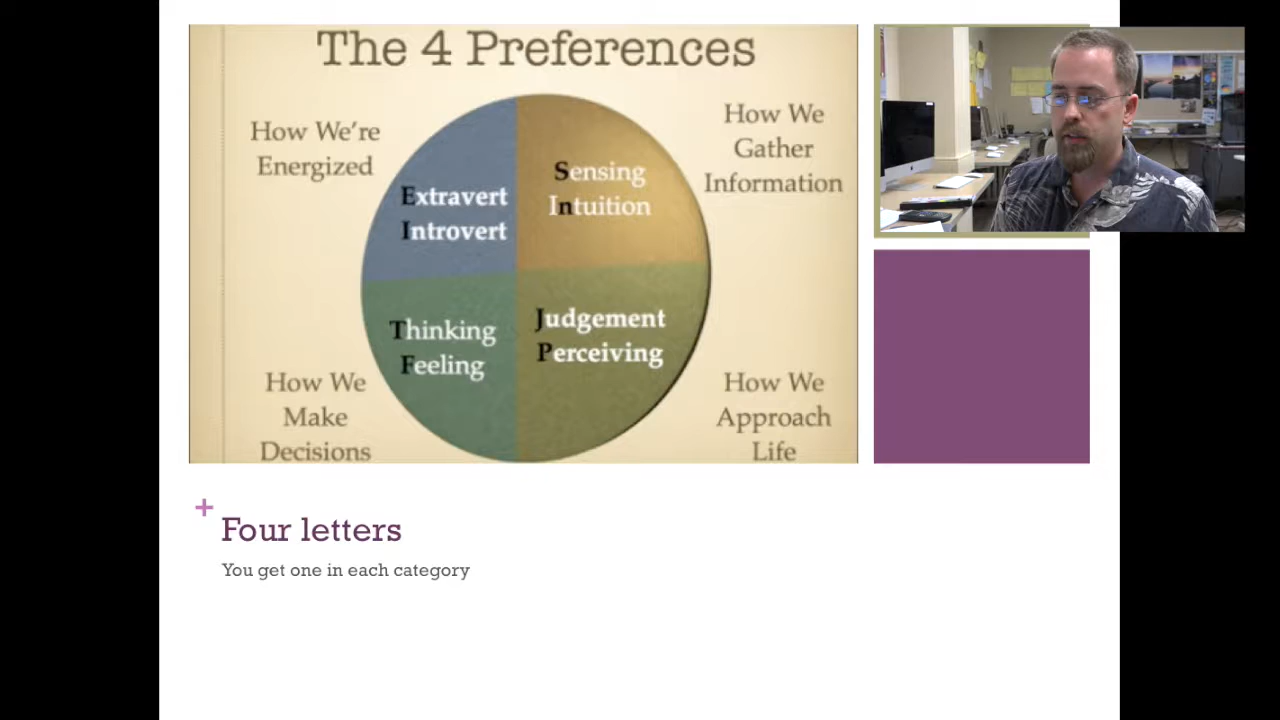 The 4 Preferences
How We're
Energized
How We
Gather
Information
Extravert
Introvert
Sensing
Intuition
Thinking
Feeling
Judgement
Perceiving
How We
Make
Decisions
How We
Approach
Life
+
Four letters
You get one in each category